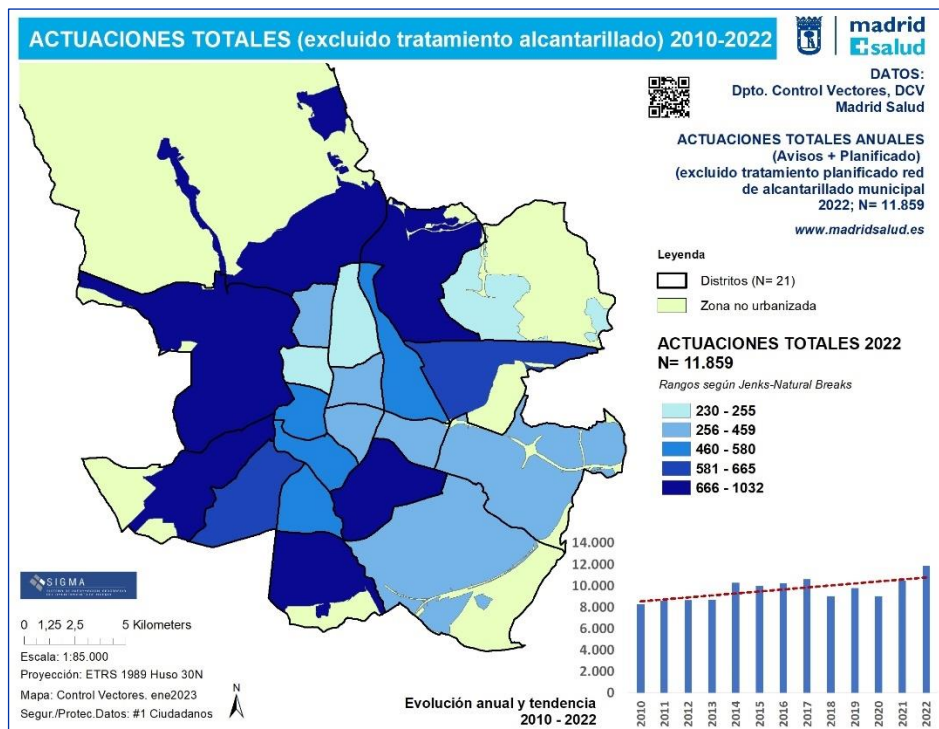 ACTUACIONES TOTALES (excluido tratamiento alcantarillado) 2010-2022
madrid
salud
DATOS:
Dpto. Control Vectores, DCV
Madrid Salud
ACTUACIONES TOTALES ANUALES
(Avisos + Planificado)
(excluido tratamiento planificado red
de alcantarillado municipal
2022; N= 11.859
www.madridsalud.es
Leyenda
Distritos (N= 21)
Zona no urbanizada
ACTUACIONES TOTALES 2022
N= 11.859
Rangos según Jenks-Natural Breaks
230 - 255
256 - 459
460 - 580
581 - 665
666 - 1032
SIGMA
0 1,25 2,5 5 Kilometers
Escala: 1:85.000
Proyección: ETRS 1989 Huso 30N
Mapa: Control Vectores. ene2023
Segur./Protec.Datos: #1 Ciudadanos
N
Evolución anual y tendencia
2010 - 2022
14.000
12.000
10.000
8.000
6.000
4.000
2.000
0
2010
2011
2012
2013
2014
2015
2016
2017
2018
2019
2020
2021
2022